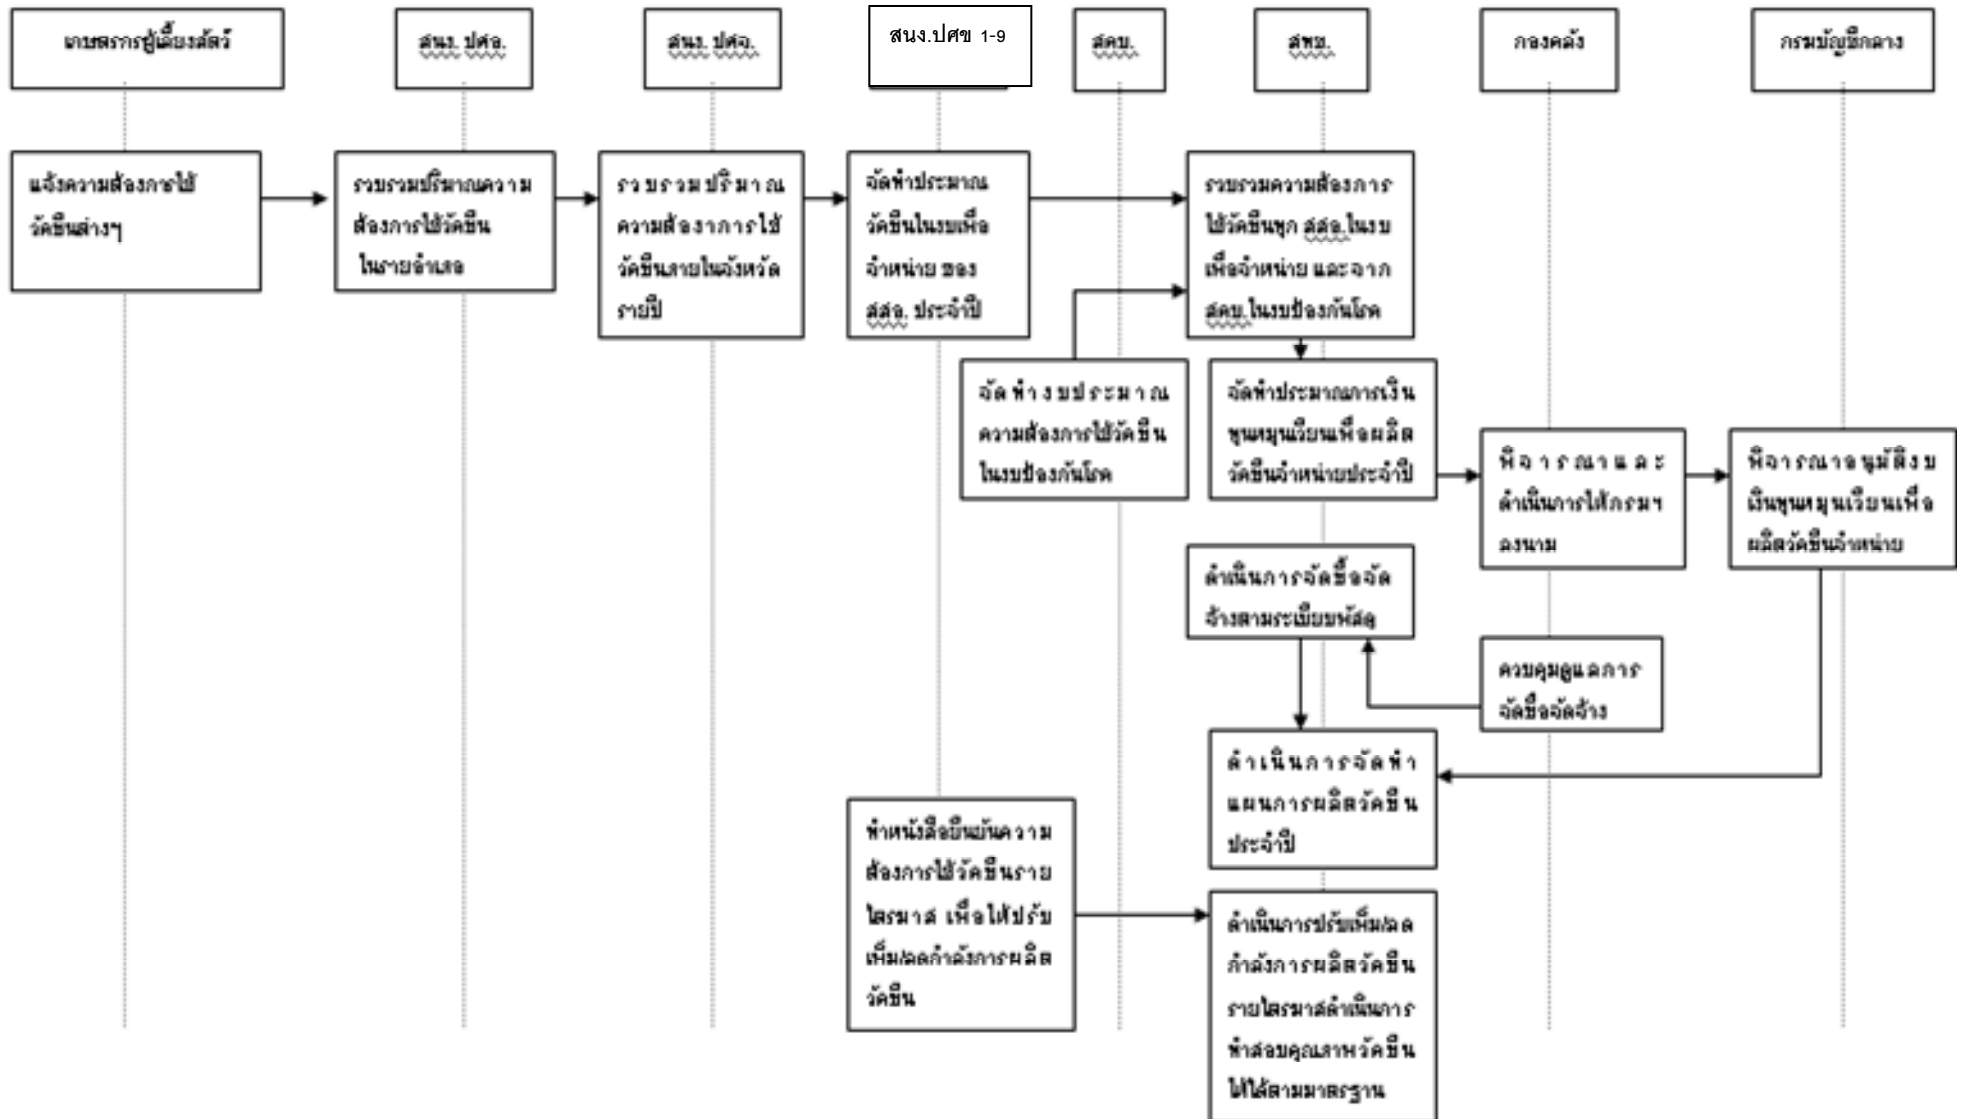 เกษตรกรผู้เลี้ยงสัตว์
สนง. ปศอ.
สนง. ปศจ.
สนง.ปศข 1-9
สคบ.
สทช.
กองคลัง
กรมบัญชีกลาง
แจ้งความต้องการใช้
วัคซีนต่างๆ
รวบรวมปริมาณความ
ต้องการใช้วัคซีน
ในรายอำเภอ
รวบรวมปริมาณ
ความต้องาการใช้
วัคซีนภายในจังหวัด
รายปี
จัดทำประมาณ
วัคซีนในงบเพื่อ
จำหน่าย ของ
สสอ. ประจำปี
รวบรวมความต้องการ
ใช้วัคซีนทุก สสอ.ในงบ
เพื่อจำหน่าย และจาก
สคบ.ในงบป้องกันโรค
จัดทำงบประมาณ
ความต้องการใช้วัคซีน
ในงบป้องกันโรค
จัดทำประมาณการเงิน
ทุนหมุนเวียนเพื่อผลิต
วัคซีนจำหน่ายประจำปี
พิจารณาและ
ดำเนินการให้กรมฯ
ลงนาม
พิจารณาอนุมัติงบ
เงินทุนหมุนเวียนเพื่อ
ผลิตวัคซีนจำหน่าย
ดำเนินการจัดซื้อจัด
จ้างตามระเบียบพัสดุ
ควบคุมดูแลการ
จัดซื้อจัดจ้าง
ดำเนินการจัดทำ
แผนการผลิตวัคซีน
ประจำปี
ทำหนังสือยืนยันความ
ต้องการใช้วัคซีนราย
ไตรมาส เพื่อให้ปรับ
เพิ่ม/ลดกำลังการผลิต
วัคซีน
ดำเนินการปรับเพิ่ม/ลด
กำลังการผลิตวัคซีน
รายไตรมาสดำเนินการ
ทำสอบคุณภาพวัคซีน
ให้ได้ตามมาตรฐาน